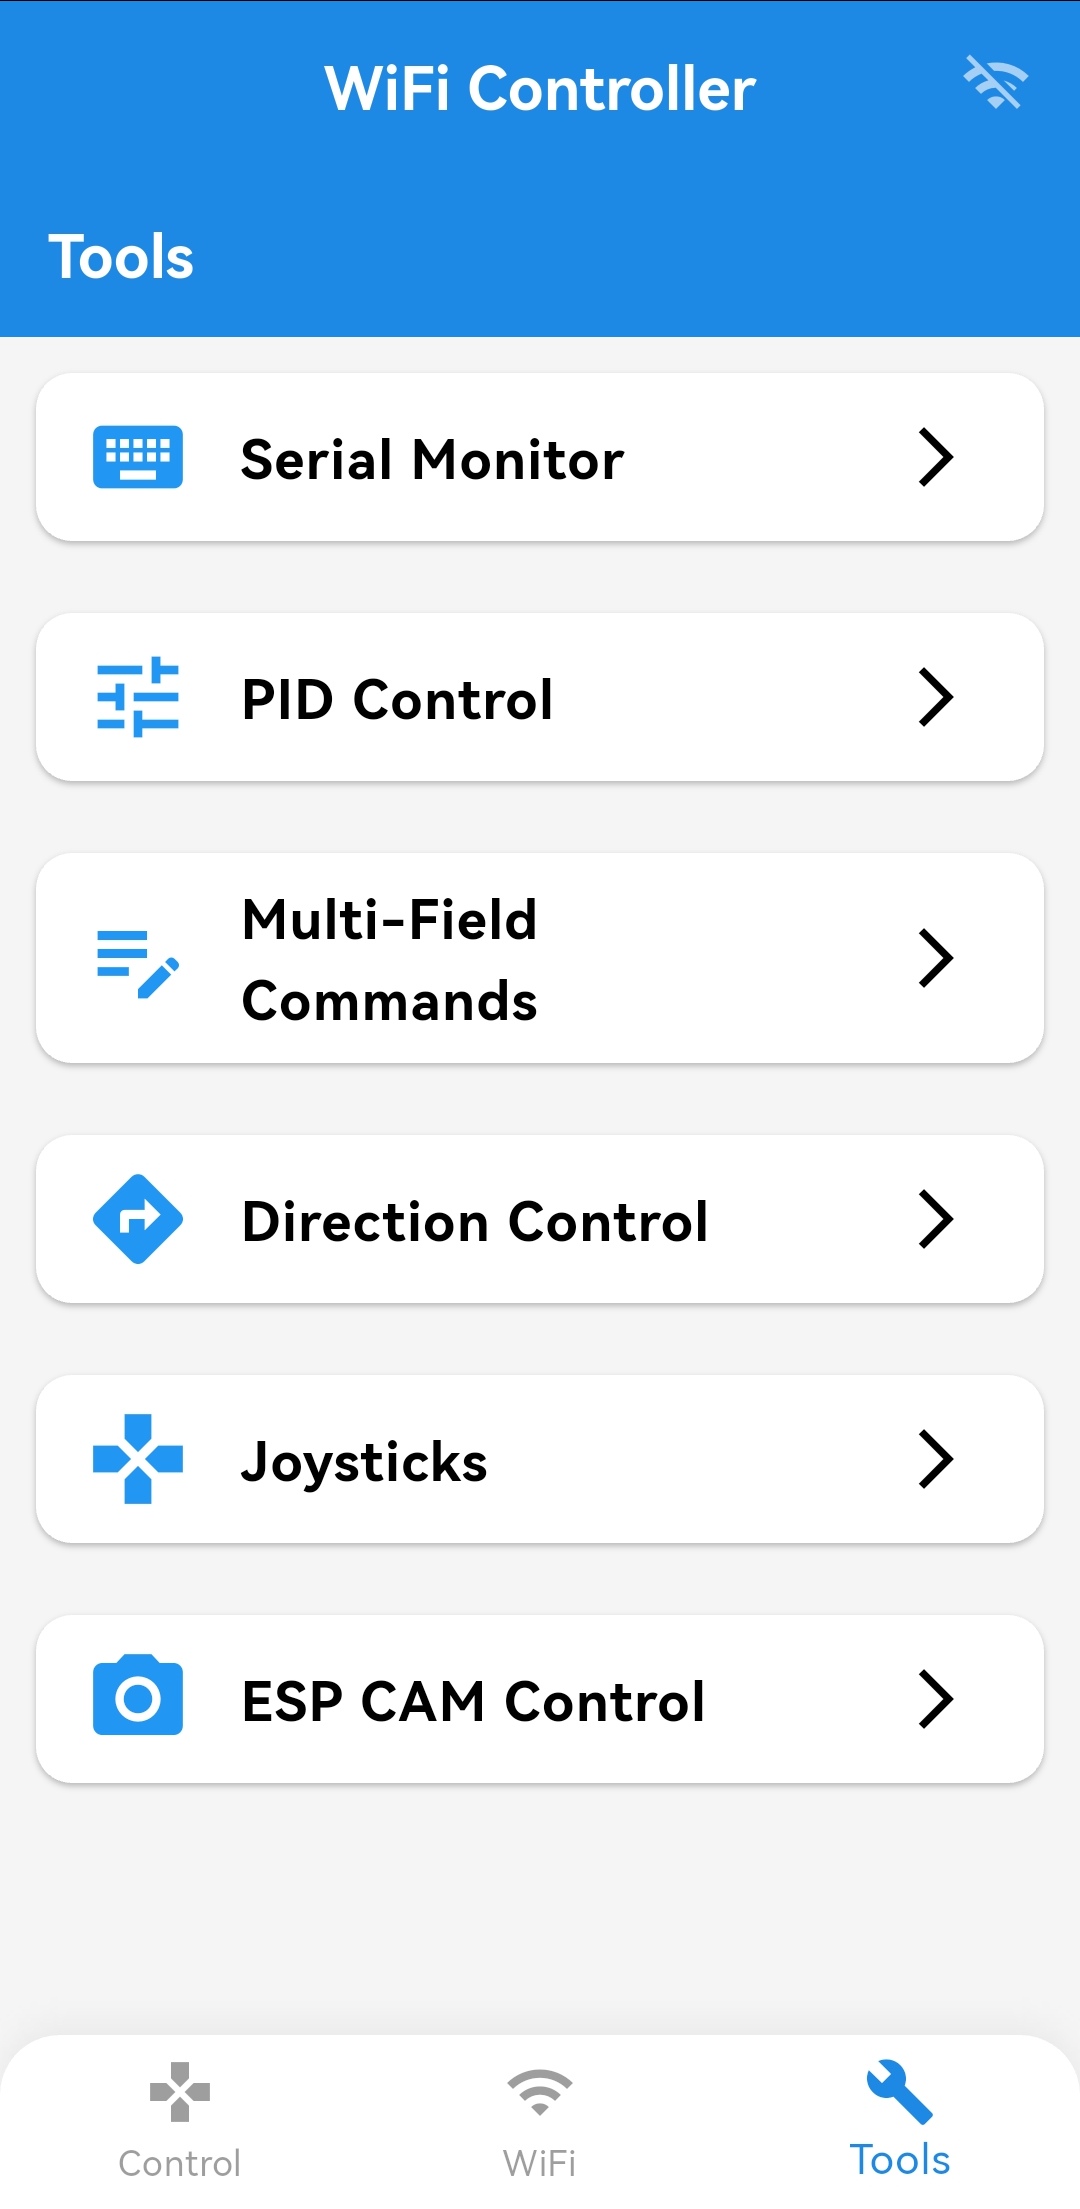 WiFi Controller
Tools
Serial Monitor
PID Control
Multi-Field
Commands
Direction Control
Joysticks
ESP CAM Control
Control
WiFi
Tools